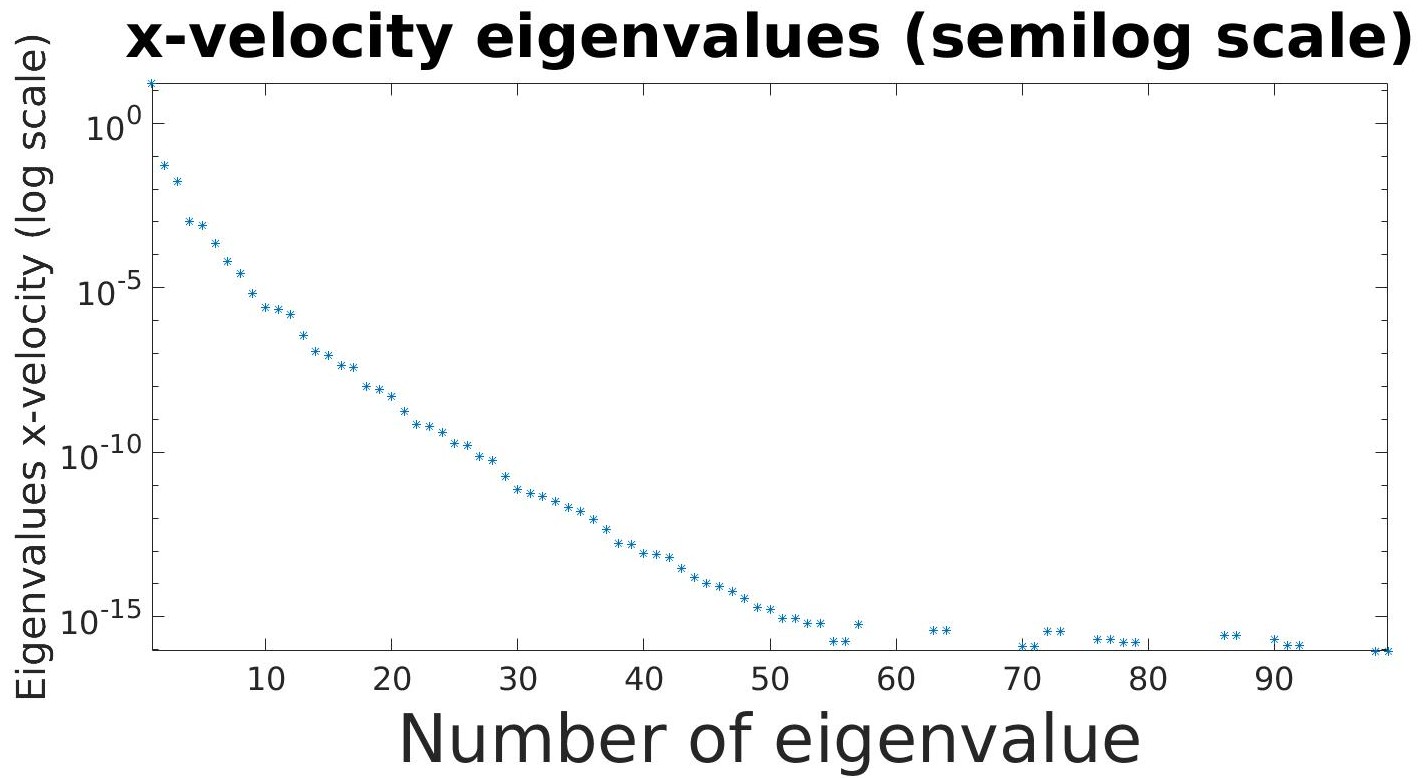 x-velocity eigenvalues (semilog scale)
Eigenvalues x-velocity (log scale)
10^0
10^-5
10^-10
10^-15
10 20 30 40 50 60 70 80 90
Number of eigenvalue